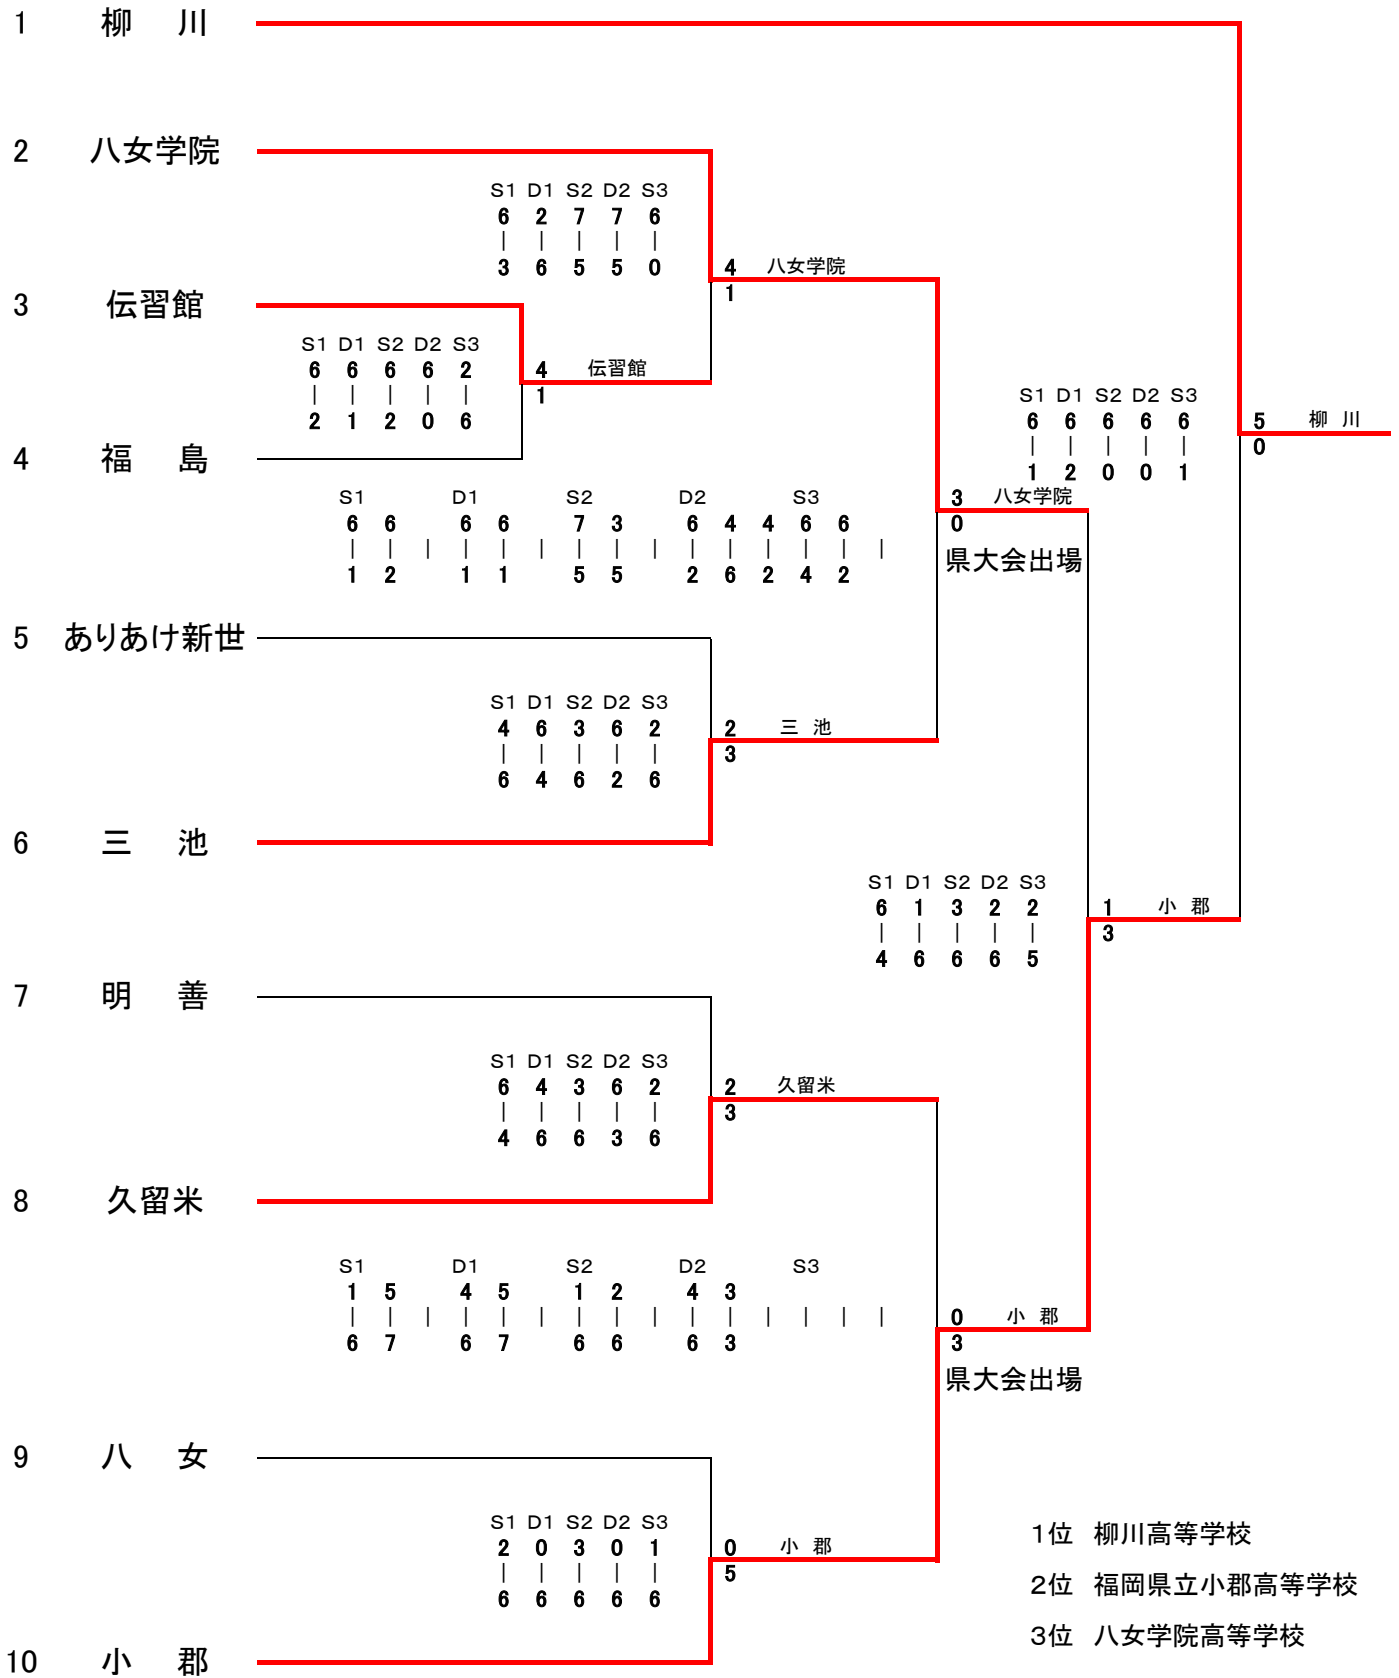 1 柳 川
2 八女学院
S1 D1 S2 D2 S3
6 2 7 7 6
| | | | |
3 6 5 5 0
4 八女学院
1
3 伝習館
S1 D1 S2 D2 S3
6 6 6 6 2
| | | | |
2 1 2 0 6
4 伝習館
1
S1 D1 S2 D2 S3
6 6 6 6 6
| | | | |
1 2 0 0 1
5 柳 川
0
4 福 島
S1 D1 S2 D2 S3
6 6 6 6 7 3 6 4 4 6 6
| | | | | | | | | | | | | | |
1 2 1 1 5 5 2 6 2 4 2
3 八女学院
0
県大会出場
5 ありあけ新世
S1 D1 S2 D2 S3
4 6 3 6 2
| | | | |
6 4 6 2 6
2 三 池
3
6 三 池
S1 D1 S2 D2 S3
6 1 3 2 2
| | | | |
4 6 6 6 5
1 小 郡
3
7 明 善
S1 D1 S2 D2 S3
6 4 3 6 2
| | | | |
4 6 6 3 6
2 久留米
3
8 久留米
S1 D1 S2 D2 S3
1 5 4 5 1 2 4 3
| | | | | | | | | | | | | | |
6 7 6 7 6 6 6 3
0 小 郡
3
県大会出場
9 八 女
S1 D1 S2 D2 S3
2 0 3 0 1
| | | | |
6 6 6 6 6
0 小 郡
5
10 小 郡
1位 柳川高等学校
2位 福岡県立小郡高等学校
3位 八女学院高等学校